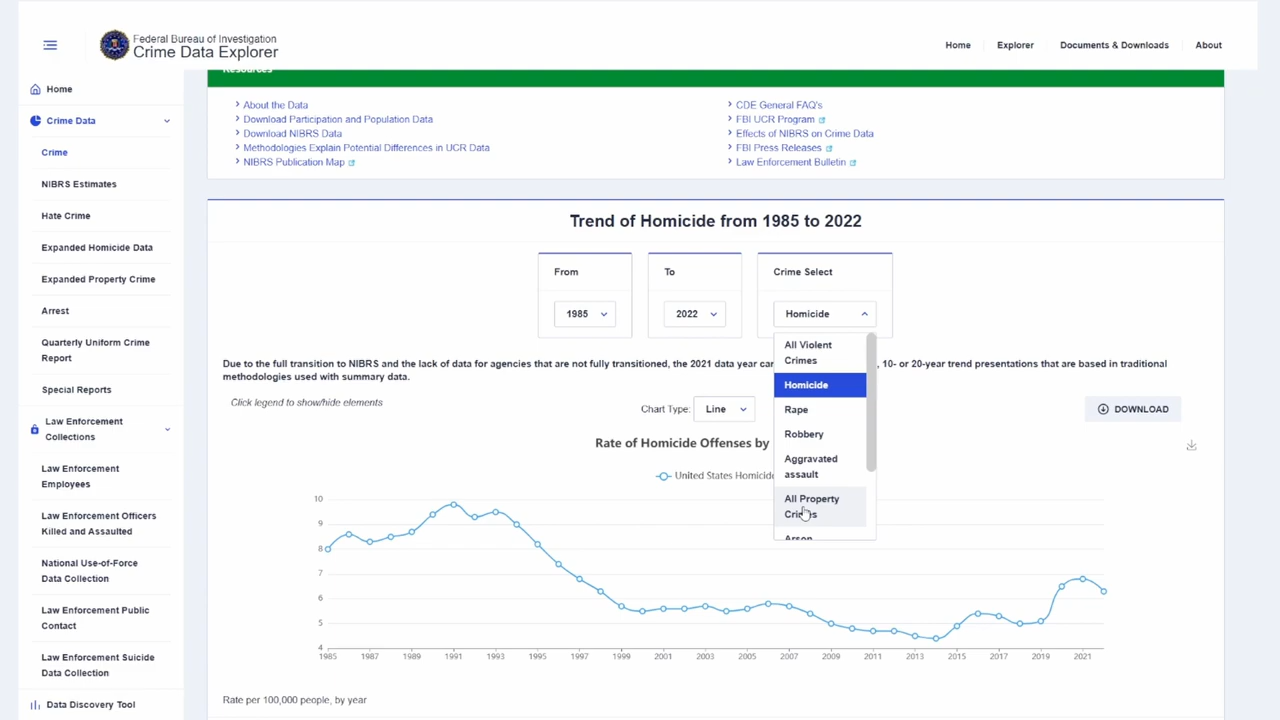 Federal Bureau of Investigation
Crime Data Explorer
Home
Explorer
Documents & Downloads
About
Home
Crime Data
Crime
NIBRS Estimates
Hate Crime
Expanded Homicide Data
Expanded Property Crime
Arrest
Quarterly Uniform Crime
Report
Special Reports
Law Enforcement
Collections
Law Enforcement
Employees
Law Enforcement Officers
Killed and Assaulted
National Use-of-Force
Data Collection
Law Enforcement Public
Contact
Law Enforcement Suicide
Data Collection
Data Discovery Tool
Resources
About the Data
Download Participation and Population Data
Download NIBRS Data
Methodologies Explain Potential Differences in UCR Data
NIBRS Publication Map
CDE General FAQ's
FBI UCR Program
Effects of NIBRS on Crime Data
FBI Press Releases
Law Enforcement Bulletin
Trend of Homicide from 1985 to 2022
From
1985
To
2022
Crime Select
Homicide
All Violent
Crimes
Homicide
Rape
Robbery
Aggravated
assault
All Property
Crimes
Arson
Due to the full transition to NIBRS and the lack of data for agencies that are not fully transitioned, the 2021 data year , 10- or 20-year trend presentations that are based in traditional
methodologies used with summary data.
Click legend to show/hide elements
Chart Type: Line
DOWNLOAD
Rate of Homicide Offenses by
United States Homicide
10
9
8
7
6
5
4
1985 1987 1989 1991 1993 1995 1997 1999 2001 2003 2005 2007 2009 2011 2013 2015 2017 2019 2021
Rate per 100,000 people, by year